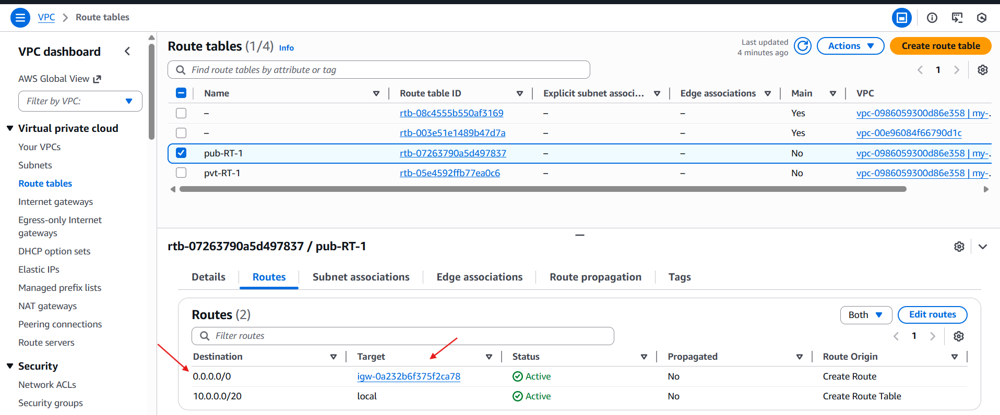 VPC > Route tables
VPC dashboard
AWS Global View
Filter by VPC:
Virtual private cloud
Your VPCs
Subnets
Route tables
Internet gateways
Egress-only Internet
gateways
DHCP option sets
Elastic IPs
Managed prefix lists
NAT gateways
Peering connections
Route servers
Security
Network ACLs
Security groups
Route tables (1/4) Info
Last updated
4 minutes ago
Actions
Create route table
Find route tables by attribute or tag
1
Name Route table ID Explicit subnet associ... Edge associations Main VPC
– rtb-08c4555b550af3169 – – Yes vpc-0986059300d86e358 | my-.
– rtb-003e51e1489b47d7a – – Yes vpc-00e96084f66790d1c
pub-RT-1 rtb-07263790a5d497837 – – No vpc-0986059300d86e358 | my-.
pvt-RT-1 rtb-05e4592ffb77ea0c6 – – No vpc-0986059300d86e358 | my-.
rtb-07263790a5d497837 / pub-RT-1
Details Routes Subnet associations Edge associations Route propagation Tags
Routes (2)
Both
Edit routes
Filter routes
1
Destination Target Status Propagated Route Origin
0.0.0.0/0 igw-0a232b6f375f2ca78 Active No Create Route
10.0.0.0/20 local Active No Create Route Table